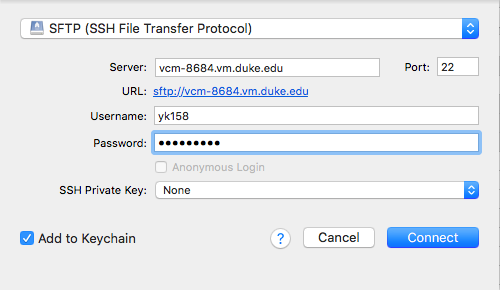 SFTP (SSH File Transfer Protocol)
Server: vcm-8684.vm.duke.edu Port: 22
URL: sftp://vcm-8684.vm.duke.edu
Username: yk158
Password: •••••••••
Anonymous Login
SSH Private Key: None
Add to Keychain ? Cancel Connect